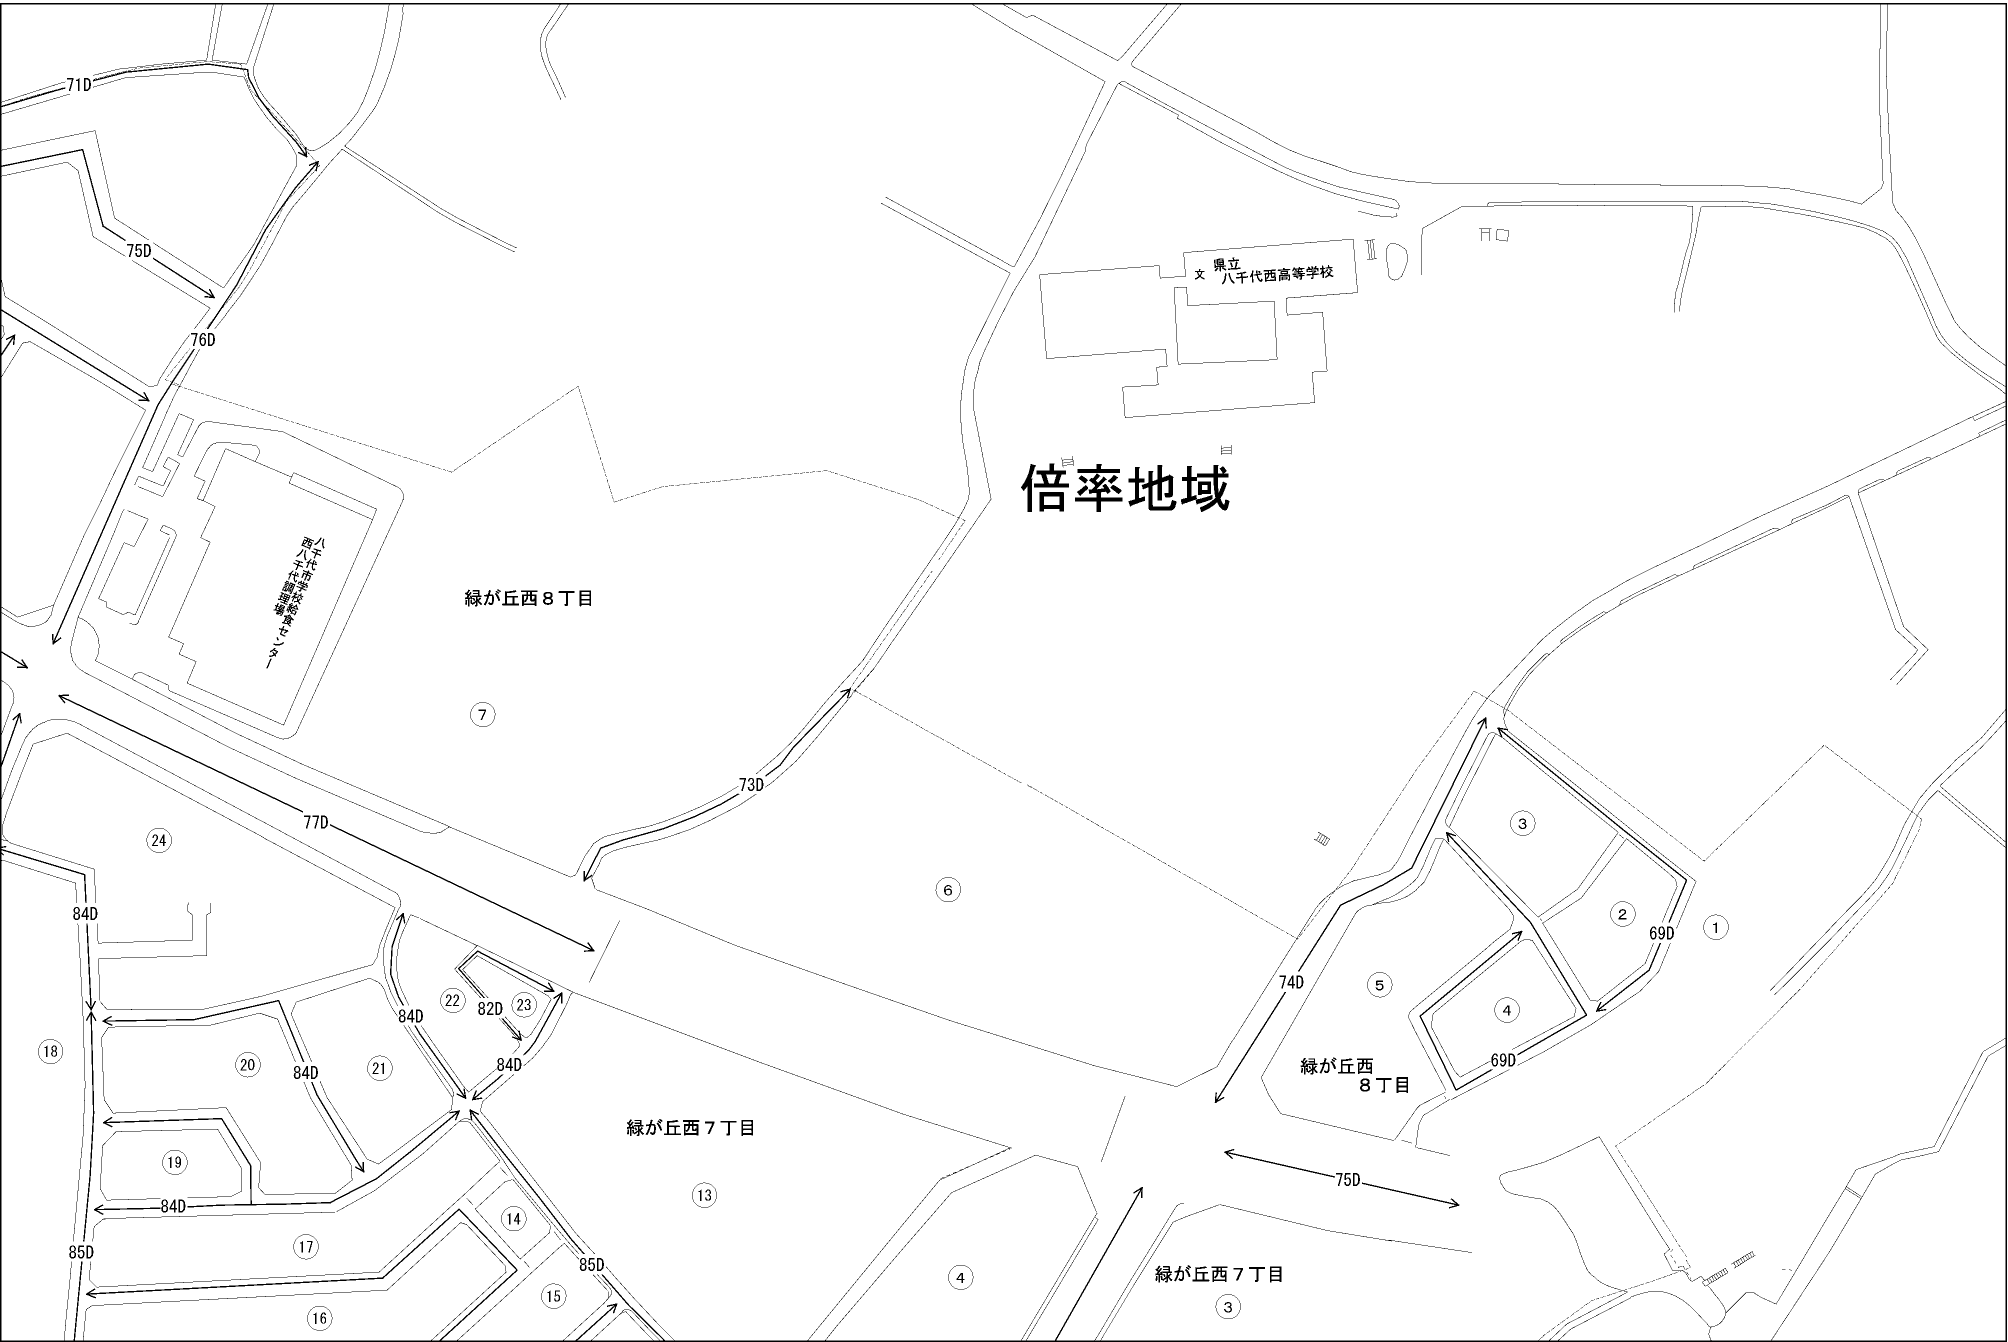 71D
75D
76D
文
県立
八千代西高等学校
倍率地域
八千代市学校給食センター
西八千代調理場
緑が丘西８丁目
7
73D
77D
24
3
6
2
84D
69D
1
74D
5
22
23
82D
4
84D
18
20
84D
21
84D
69D
緑が丘西
８丁目
緑が丘西７丁目
19
75D
13
84D
14
17
85D
85D
緑が丘西７丁目
4
15
3
16